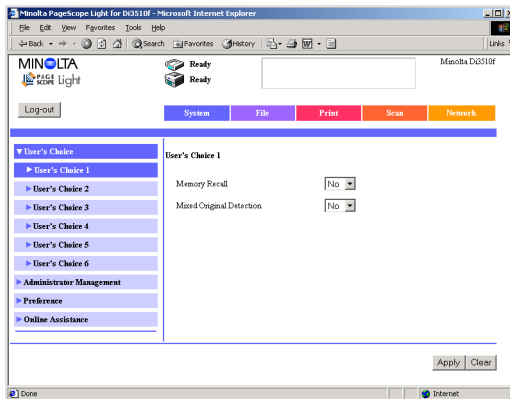 Minolta PageScope Light for Di3510f - Microsoft Internet Explorer
File Edit View Favorites Tools Help
Back Search Favorites History
Links
MINOLTA
PAGE SCOPE Light
Ready
Ready
Minolta Di3510f
Log-out
System File Print Scan Network
User's Choice
User's Choice 1
User's Choice 2
User's Choice 3
User's Choice 4
User's Choice 5
User's Choice 6
Administrator Management
Preference
Online Assistance
User's Choice 1
Memory Recall No
Mixed Original Detection No
Apply Clear
Done Internet